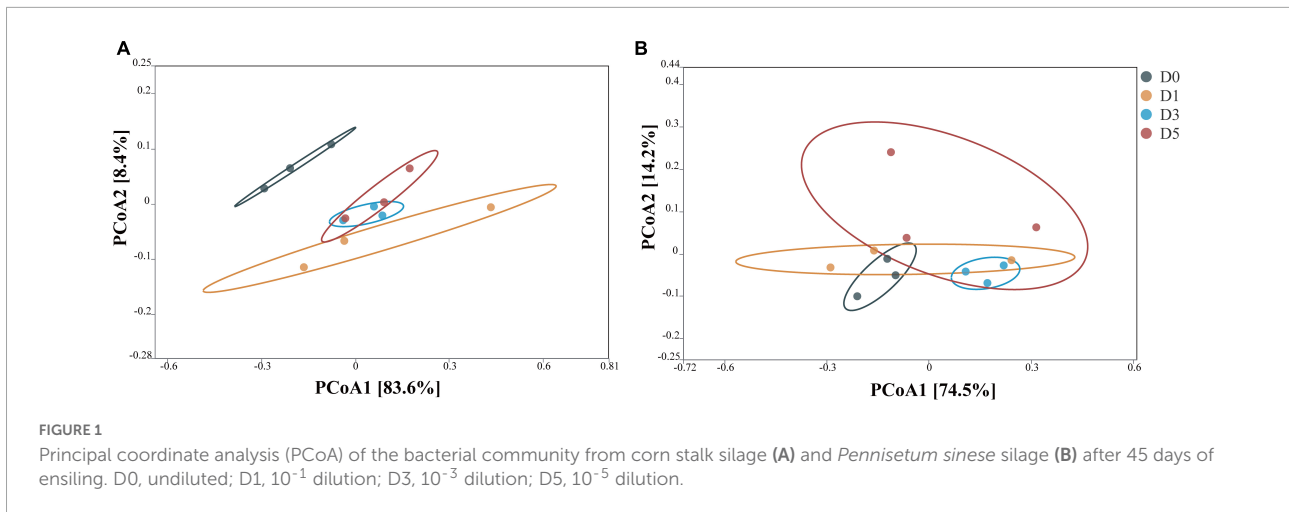 A
0.25
0.2
0.1
0
-0.1
-0.2
-0.28
-0.6
-0.3
0
0.3
0.6
0.81
PCoA2 [8.4%]
PCoA1 [83.6%]
B
0.44
0.4
0.3
0.2
0.1
0
-0.1
-0.2
-0.25
-0.72
-0.6
-0.3
0
0.3
0.6
PCoA2 [14.2%]
PCoA1 [74.5%]
D0
D1
D3
D5
FIGURE 1
Principal coordinate analysis (PCoA) of the bacterial community from corn stalk silage (A) and Pennisetum sinese silage (B) after 45 days of
ensiling. D0, undiluted; D1, 10⁻¹ dilution; D3, 10⁻³ dilution; D5, 10⁻⁵ dilution.